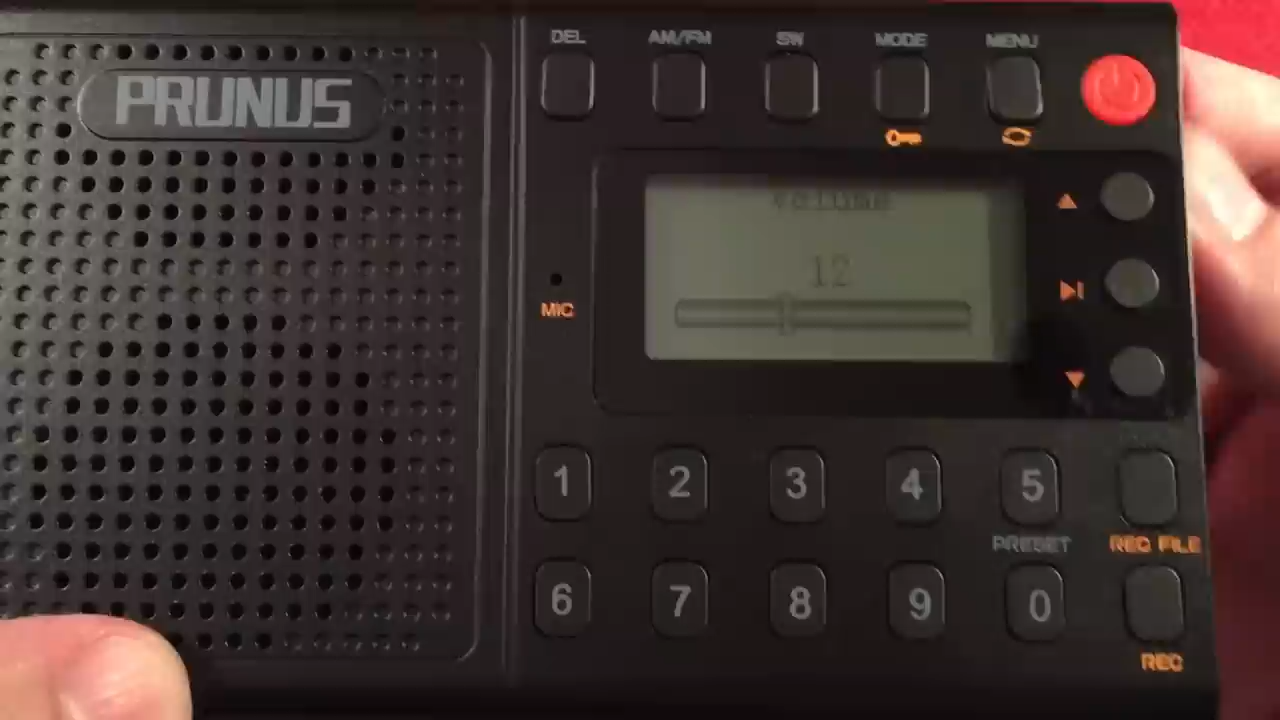 PRUNUS
DEL AM/FM SW MODE MENU
volume
12
MIC
1 2 3 4 5
PRESET REC FILE
6 7 8 9 0
REC